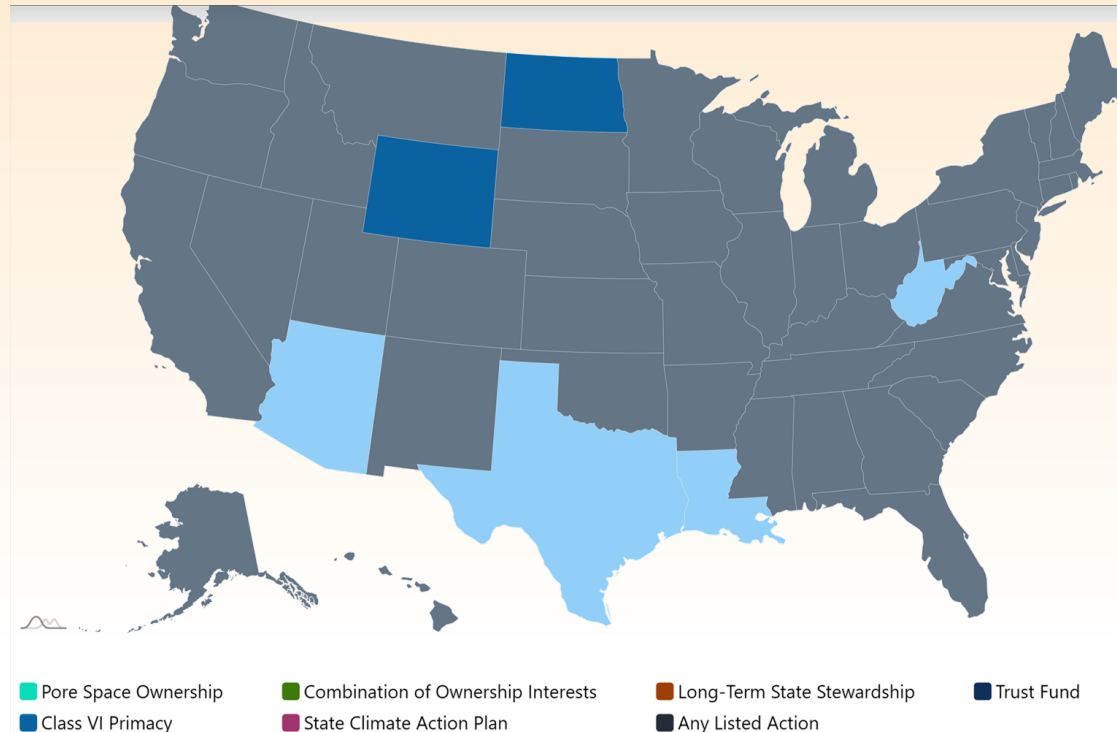 Pore Space Ownership Combination of Ownership Interests Long-Term State Stewardship Trust Fund
Class VI Primacy State Climate Action Plan Any Listed Action